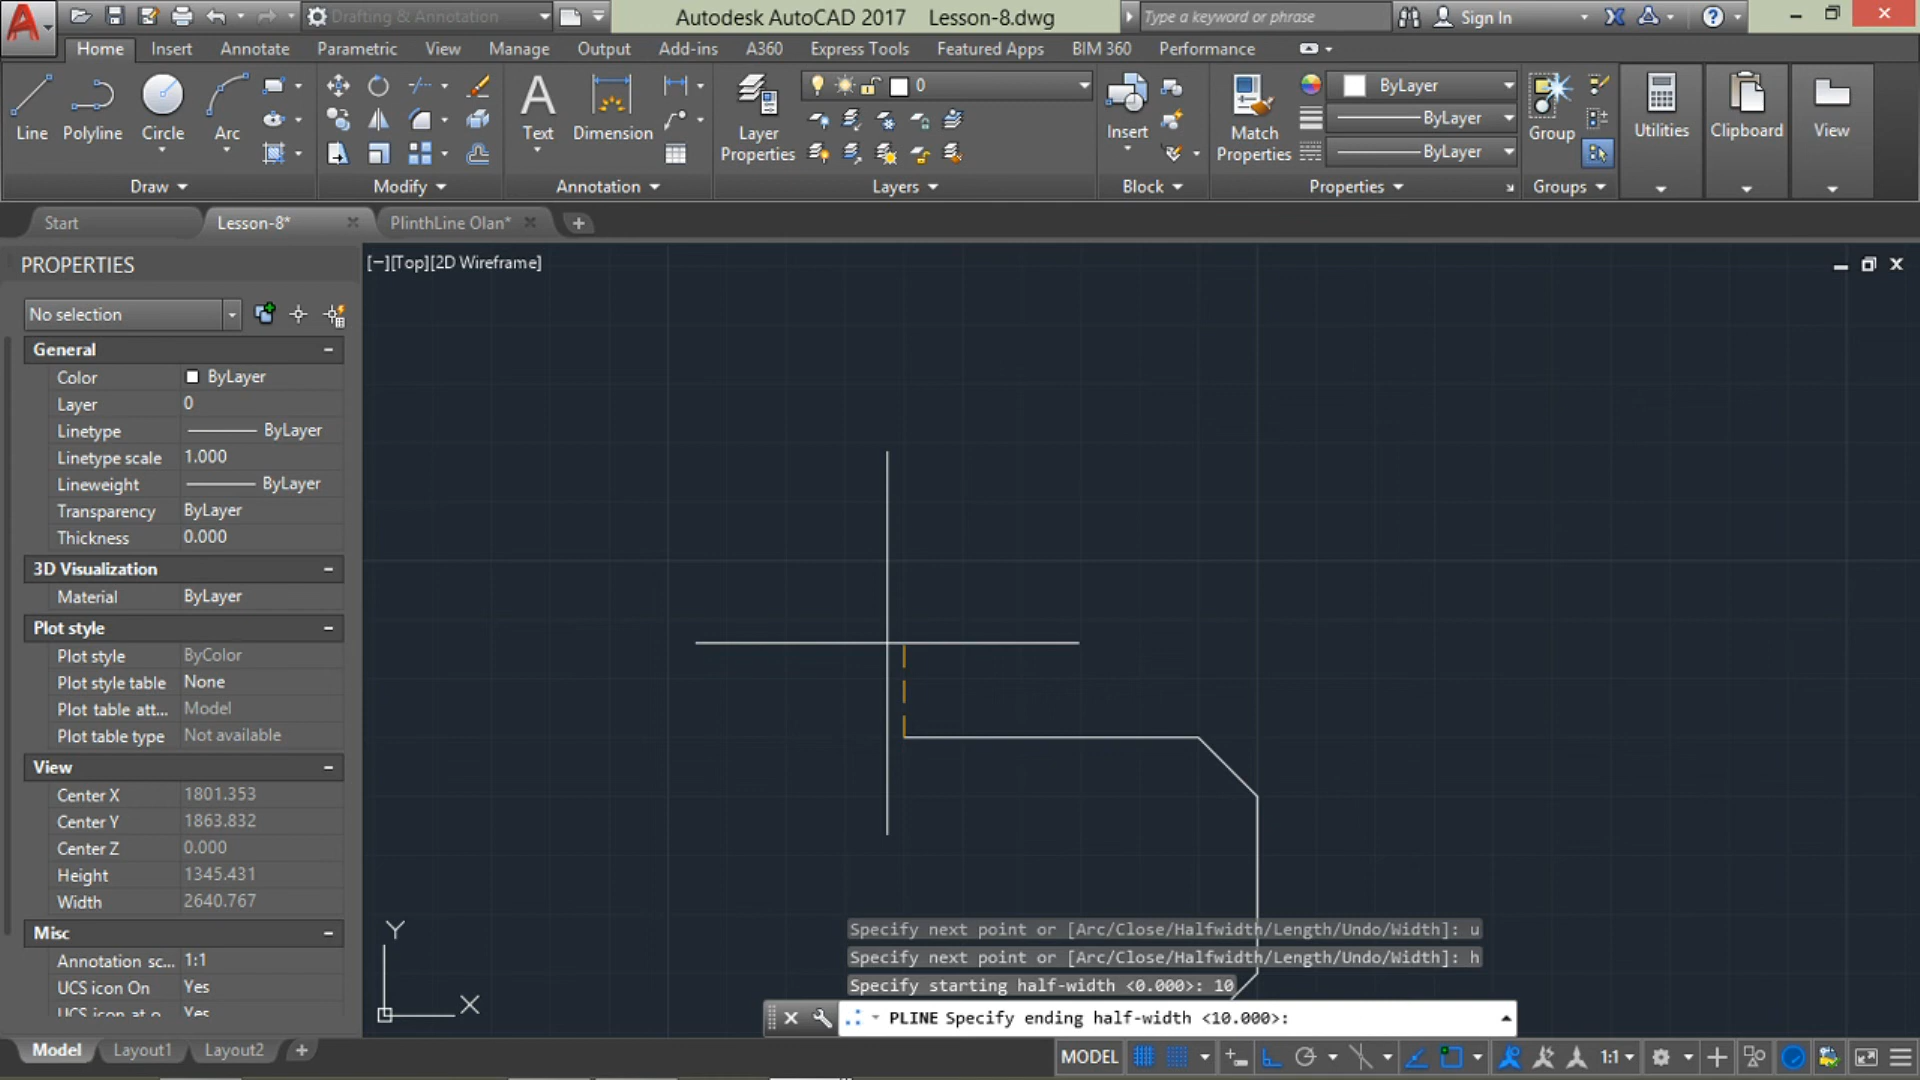 Drafting & Annotation
Autodesk AutoCAD 2017 Lesson-8.dwg
Type a keyword or phrase
Sign In
Home Insert Annotate Parametric View Manage Output Add-ins A360 Express Tools Featured Apps BIM 360 Performance
Line Polyline Circle Arc
Text Dimension
Layer Properties
0
Insert
Match Properties
ByLayer
ByLayer
ByLayer
Group
Utilities
Clipboard
View
Draw Modify Annotation Layers Block Properties Groups
Start Lesson-8* PlinthLine Olan*
PROPERTIES
[−][Top][2D Wireframe]
No selection
General
Color ByLayer
Layer 0
Linetype ByLayer
Linetype scale 1.000
Lineweight ByLayer
Transparency ByLayer
Thickness 0.000
3D Visualization
Material ByLayer
Plot style
Plot style ByColor
Plot style table None
Plot table att... Model
Plot table type Not available
View
Center X 1801.353
Center Y 1863.832
Center Z 0.000
Height 1345.431
Width 2640.767
Misc
Annotation sc... 1:1
UCS icon On Yes
UCS icon at o... Yes
Y
X
Specify next point or [Arc/Close/Halfwidth/Length/Undo/Width]: u
Specify next point or [Arc/Close/Halfwidth/Length/Undo/Width]: h
Specify starting half-width <0.000>: 10
PLINE Specify ending half-width <10.000>:
Model Layout1 Layout2 +
MODEL 1:1